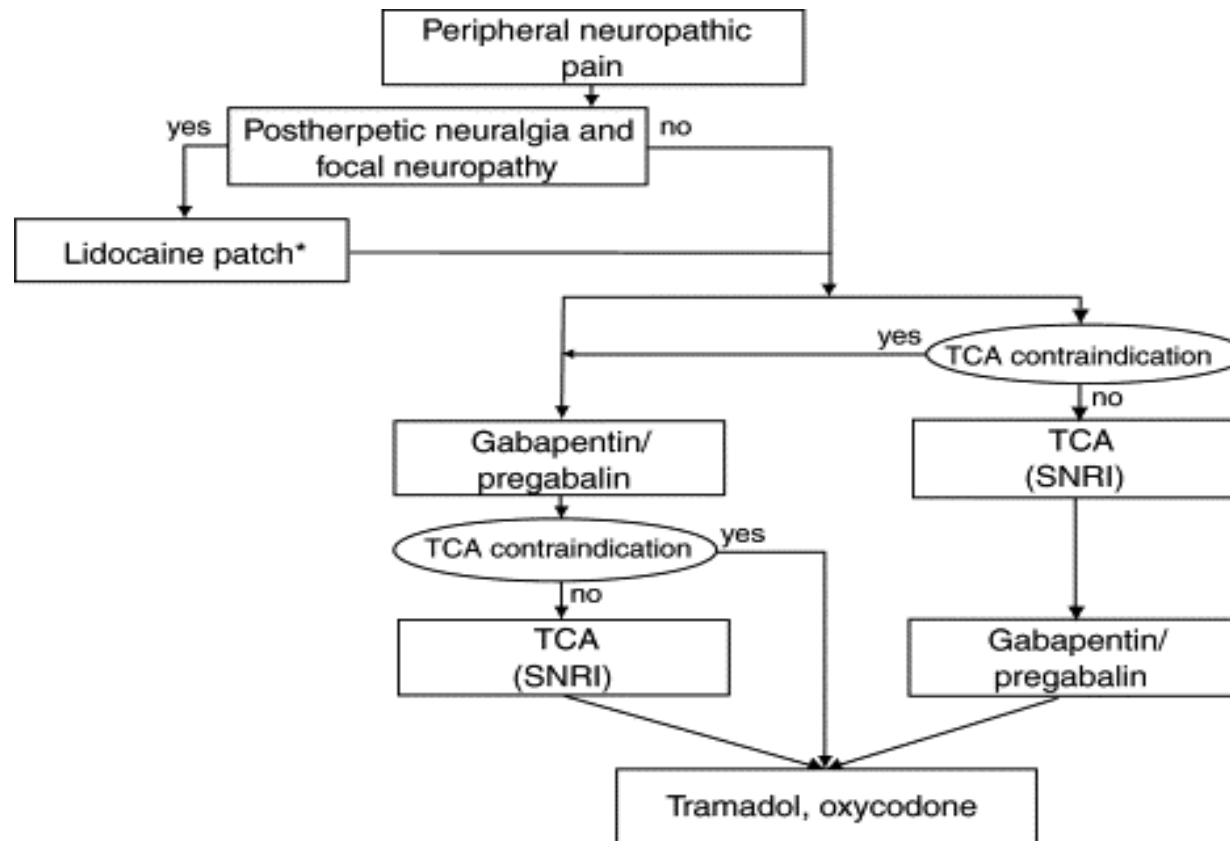 Peripheral neuropathic
pain
yes
Postherpetic neuralgia and
focal neuropathy
no
Lidocaine patch*
yes
TCA contraindication
no
Gabapentin/
pregabalin
TCA
(SNRI)
TCA contraindication
yes
no
TCA
(SNRI)
Gabapentin/
pregabalin
Tramadol, oxycodone